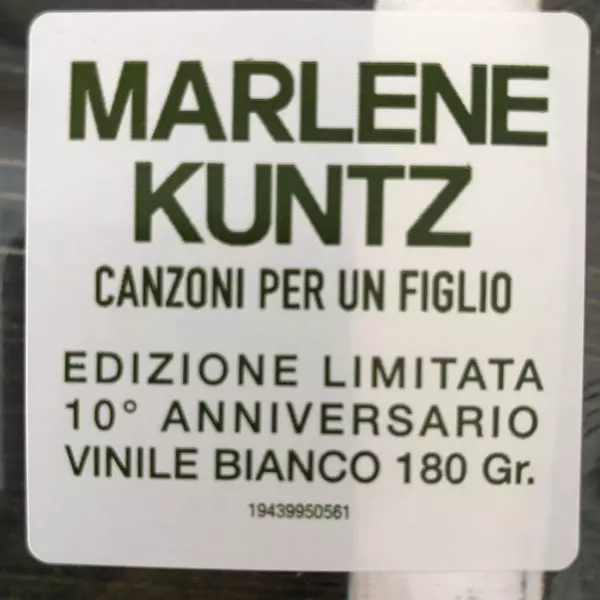 MARLENE
KUNTZ
CANZONI PER UN FIGLIO
EDIZIONE LIMITATA
10° ANNIVERSARIO
VINILE BIANCO 180 Gr.
19439950561